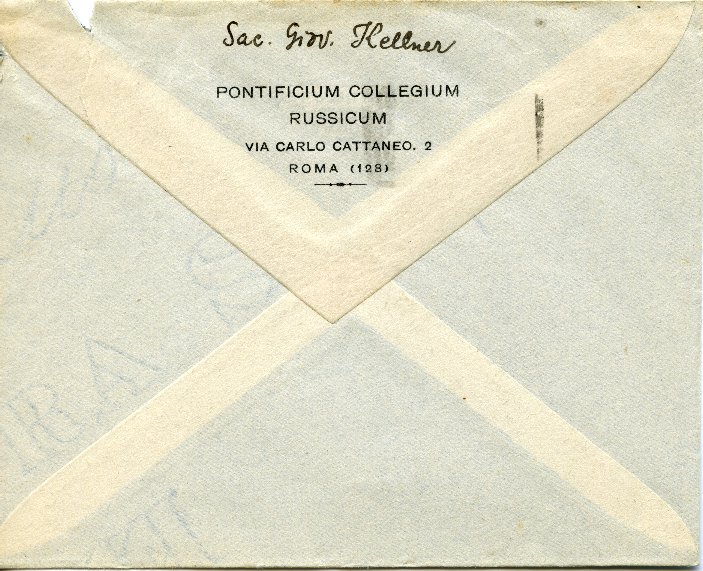 Sac. Giov. Kellner
PONTIFICIUM COLLEGIUM
RUSSICUM
VIA CARLO CATTANEO. 2
ROMA (128)